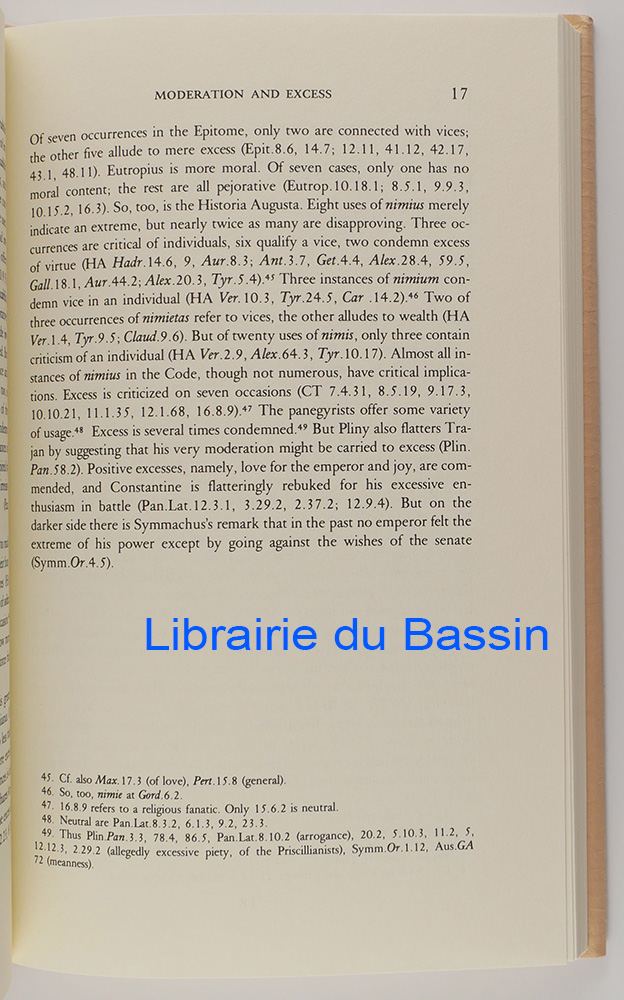 MODERATION AND EXCESS 17
Of seven occurrences in the Epitome, only two are connected with vices;
the other five allude to mere excess (Epit.8.6, 14.7; 12.11, 41.12, 42.17,
43.1, 48.11). Eutropius is more moral. Of seven cases, only one has no
moral content; the rest are all pejorative (Eutrop.10.18.1; 8.5.1, 9.9.3,
10.15.2, 16.3). So, too, is the Historia Augusta. Eight uses of nimius merely
indicate an extreme, but nearly twice as many are disapproving. Three oc-
currences are critical of individuals, six qualify a vice, two condemn excess
of virtue (HA Hadr.14.6, 9, Aur.8.3; Ant.3.7, Get.4.4, Alex.28.4, 59.5,
Gall.18.1, Aur.44.2; Alex.20.3, Tyr.5.4).45 Three instances of nimium con-
demn vice in an individual (HA Ver.10.3, Tyr.24.5, Car .14.2).46 Two of
three occurrences of nimietas refer to vices, the other alludes to wealth (HA
Ver.1.4, Tyr.9.5; Claud.9.6). But of twenty uses of nimis, only three contain
criticism of an individual (HA Ver.2.9, Alex.64.3, Tyr.10.17). Almost all in-
stances of nimius in the Code, though not numerous, have critical implica-
tions. Excess is criticized on seven occasions (CT 7.4.31, 8.5.19, 9.17.3,
10.10.21, 11.1.35, 12.1.68, 16.8.9).47 The panegyrists offer some variety
of usage.48 Excess is several times condemned.49 But Pliny also flatters Tra-
jan by suggesting that his very moderation might be carried to excess (Plin.
Pan.58.2). Positive excesses, namely, love for the emperor and joy, are com-
mended, and Constantine is flatteringly rebuked for his excessive en-
thusiasm in battle (Pan.Lat.12.3.1, 3.29.2, 2.37.2; 12.9.4). But on the
darker side there is Symmachus's remark that in the past no emperor felt the
extreme of his power except by going against the wishes of the senate
(Symm.Or.4.5).
Librairie du Bassin
45. Cf. also Max.17.3 (of love), Pert.15.8 (general).
46. So, too, nimie at Gord.6.2.
47. 16.8.9 refers to a religious fanatic. Only 15.6.2 is neutral.
48. Neutral are Pan.Lat.8.3.2, 6.1.3, 9.2, 23.3.
49. Thus Plin.Pan.3.3, 78.4, 86.5, Pan.Lat.8.10.2 (arrogance), 20.2, 5.10.3, 11.2, 5,
12.12.3, 2.29.2 (allegedly excessive piety, of the Priscillianists), Symm.Or.1.12, Aus.GA
72 (meanness).